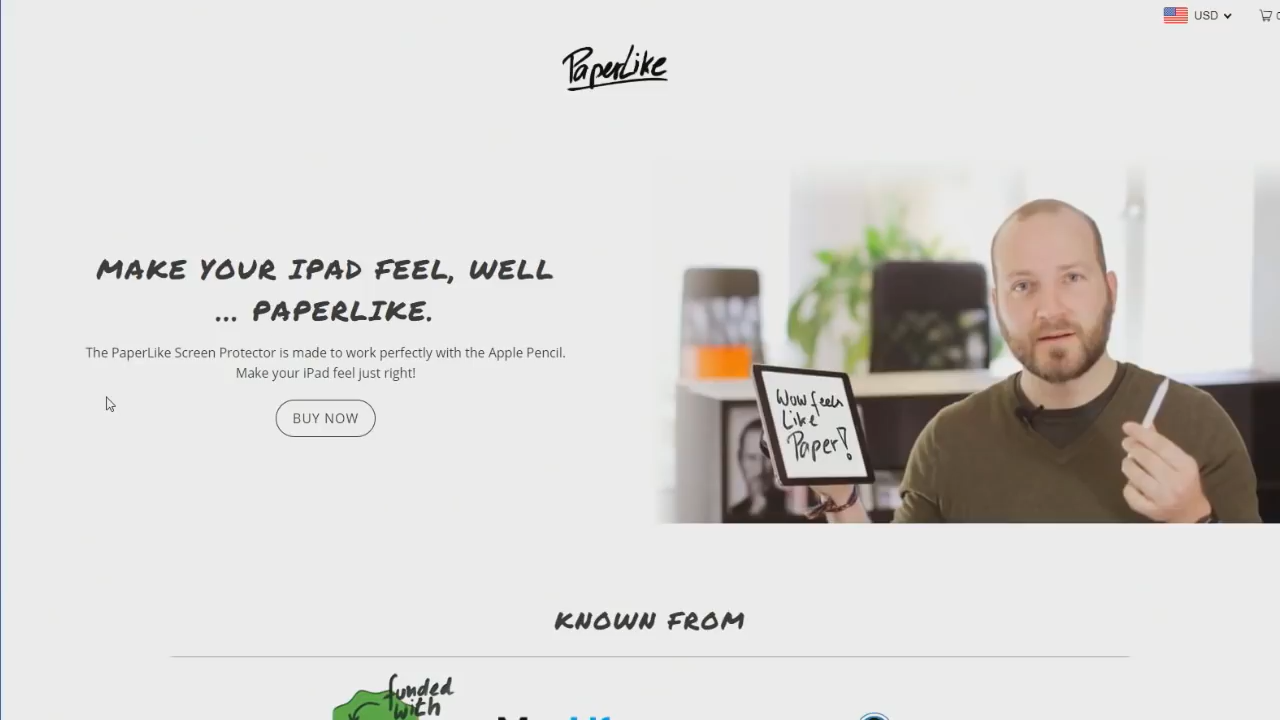 USD
PaperLike
MAKE YOUR IPAD FEEL, WELL
... PAPERLIKE.
The PaperLike Screen Protector is made to work perfectly with the Apple Pencil.
Make your iPad feel just right!
BUY NOW
Wow feels
Like
Paper!
KNOWN FROM
funded
with